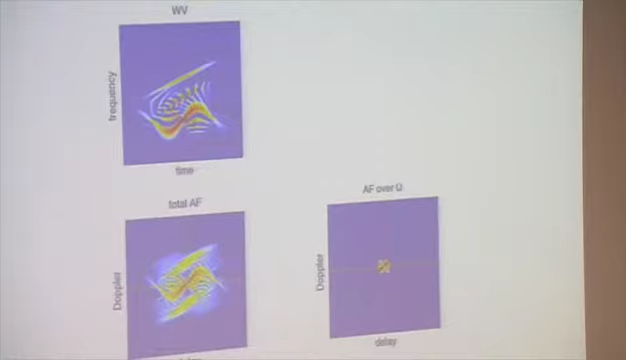 WV
frequency
time
total AF
Doppler
AF over Ω
Doppler
delay